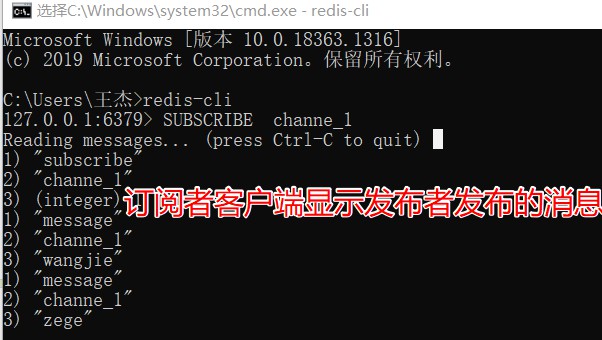 选择C:\Windows\system32\cmd.exe - redis-cli
Microsoft Windows [版本 10.0.18363.1316]
(c) 2019 Microsoft Corporation。保留所有权利。
C:\Users\王杰>redis-cli
127.0.0.1:6379> SUBSCRIBE  channe_1
Reading messages... (press Ctrl-C to quit)
1) "subscribe"
2) "channe_1"
3) (integer)
订阅者客户端显示发布者发布的消息
1) "message"
2) "channe_1"
3) "wangjie"
1) "message"
2) "channe_1"
3) "zege"